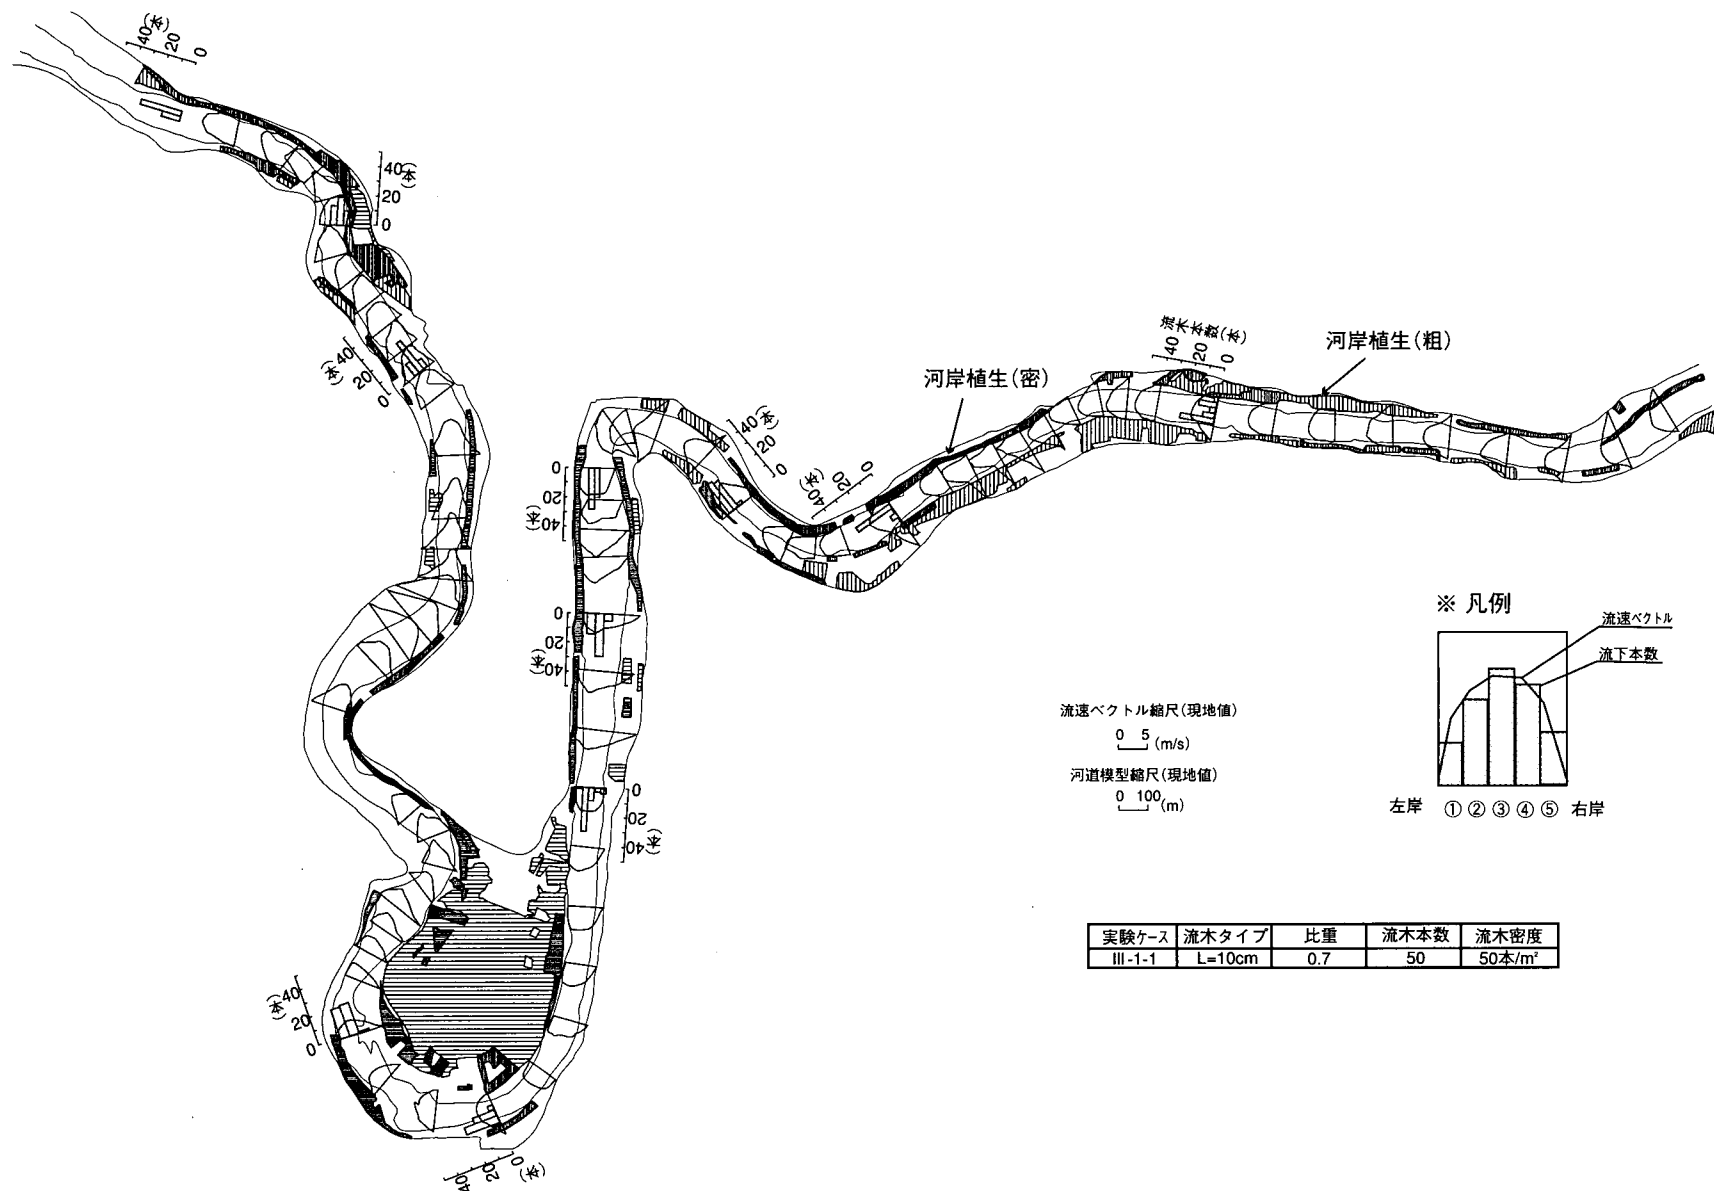 40
20
0
(本)
40
20
0
(本)
40
20
0
(本)
流木本数(本)
40
20
0
河岸植生(粗)
河岸植生(密)
40
20
0
(本)
40
20
0
(本)
0
20
40
(本)
0
20
40
(本)
0
20
40
(本)
40
20
0
(本)
40
20
0
(本)
※ 凡例
流速ベクトル
流下本数
左岸 ① ② ③ ④ ⑤ 右岸
流速ベクトル縮尺(現地値)
0 5 (m/s)
河道模型縮尺(現地値)
0 100 (m)
実験ケース 流木タイプ 比重 流木本数 流木密度
Ⅲ-1-1 L=10cm 0.7 50 50本/m²